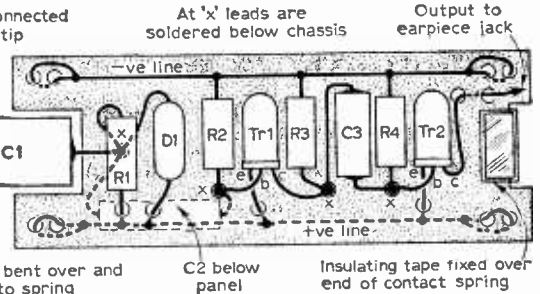 onnected
tip
At 'x' leads are
soldered below chassis
Output to
earpiece jack
-ve line
C1
x
R1
D1
R2
Tr1
R3
C3
R4
Tr2
e
b
c
e
b
c
x
x
x
+ve line
bent over and
to spring
C2 below
panel
Insulating tape fixed over
end of contact spring